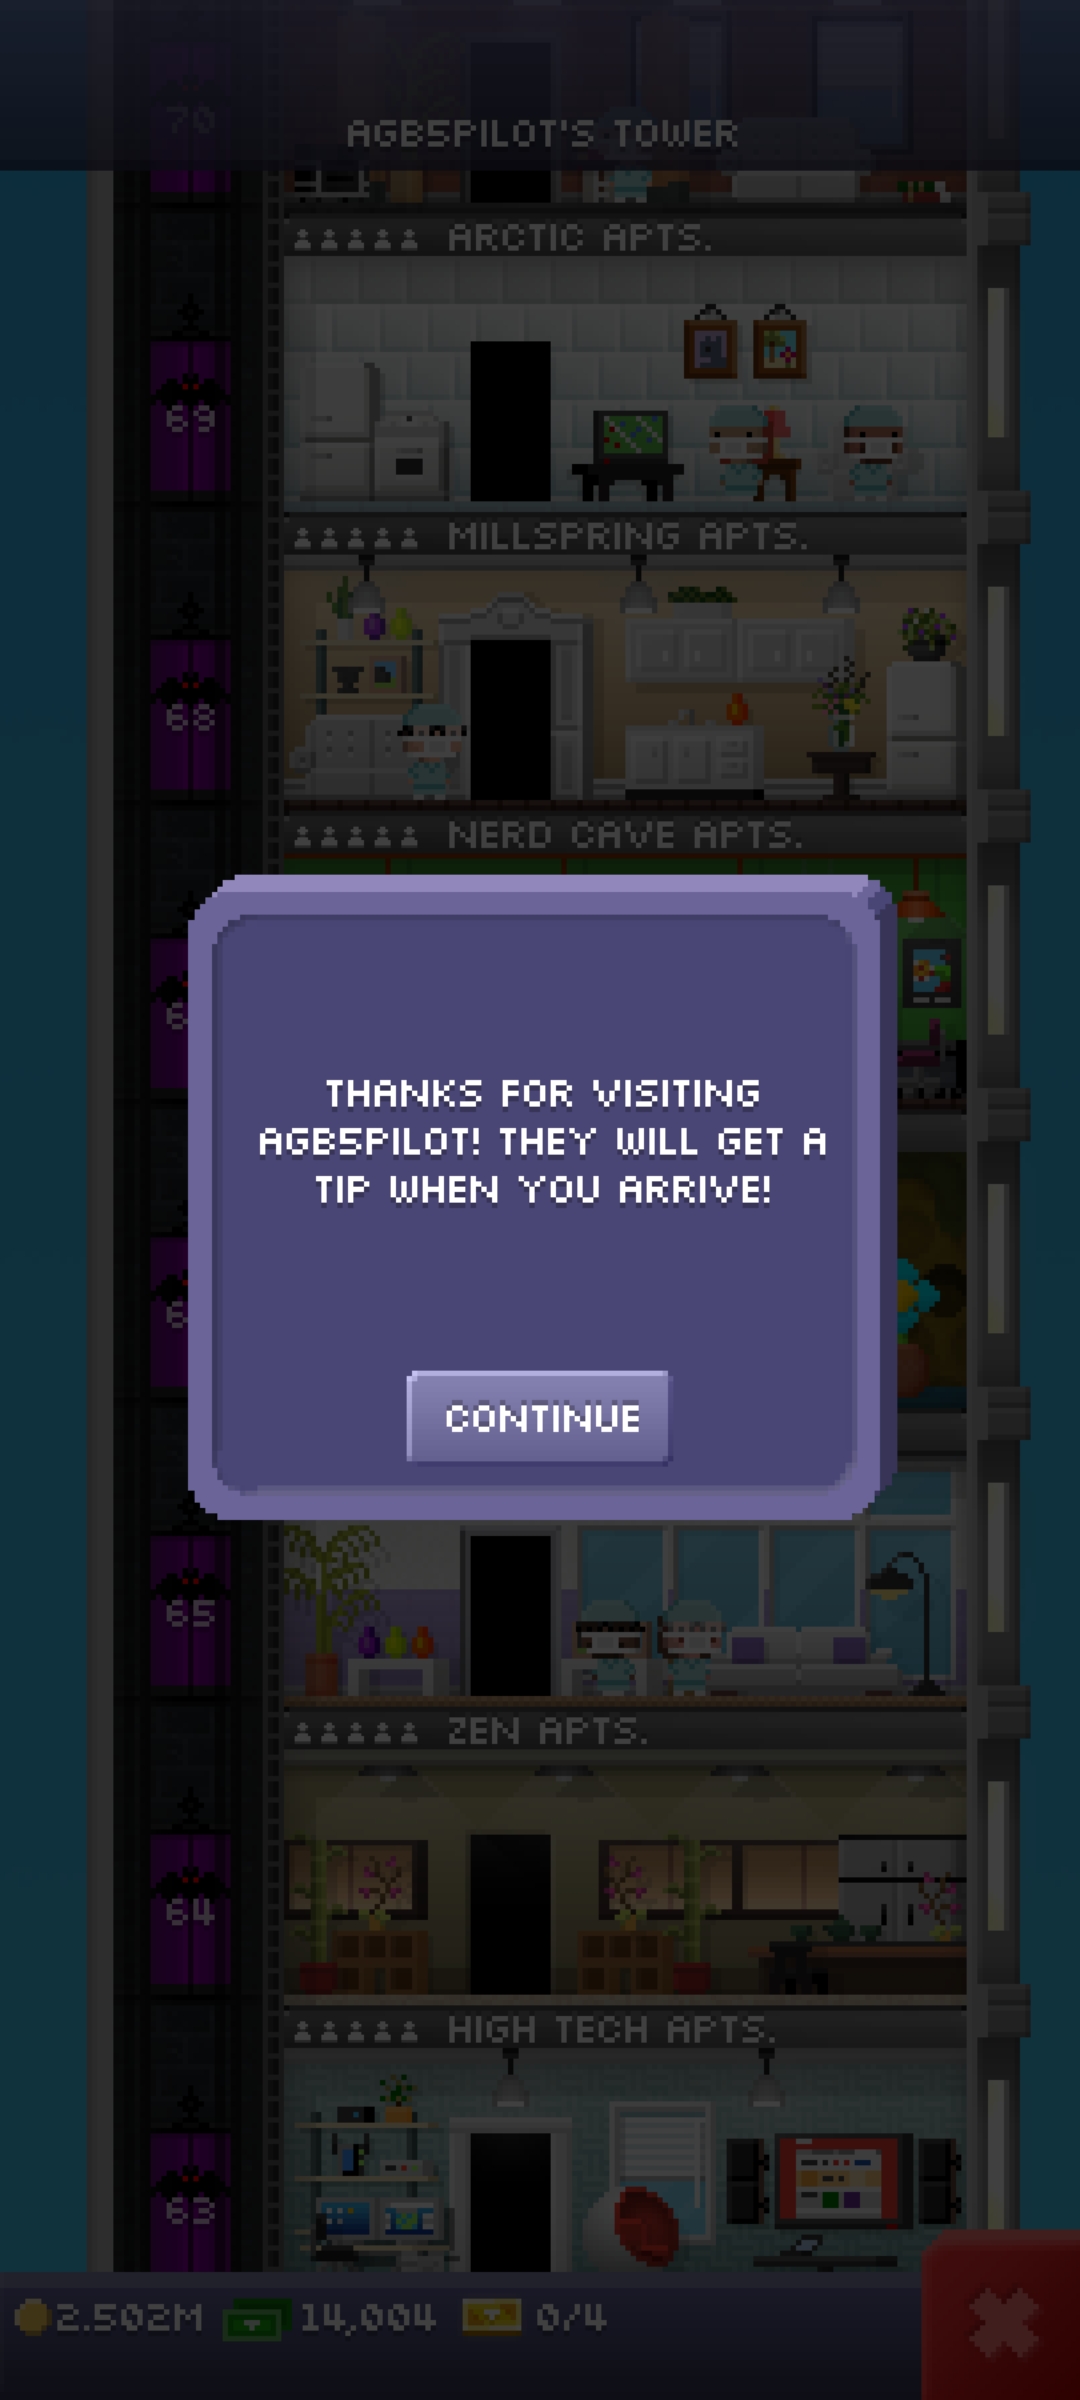 70
AGB5PILOT'S TOWER
ARCTIC APTS.
69
MILLSPRING APTS.
68
NERD CAVE APTS.
6
THANKS FOR VISITING
AGB5PILOT! THEY WILL GET A
TIP WHEN YOU ARRIVE!
6
CONTINUE
65
ZEN APTS.
64
HIGH TECH APTS.
63
2.502M 14,004 0/4